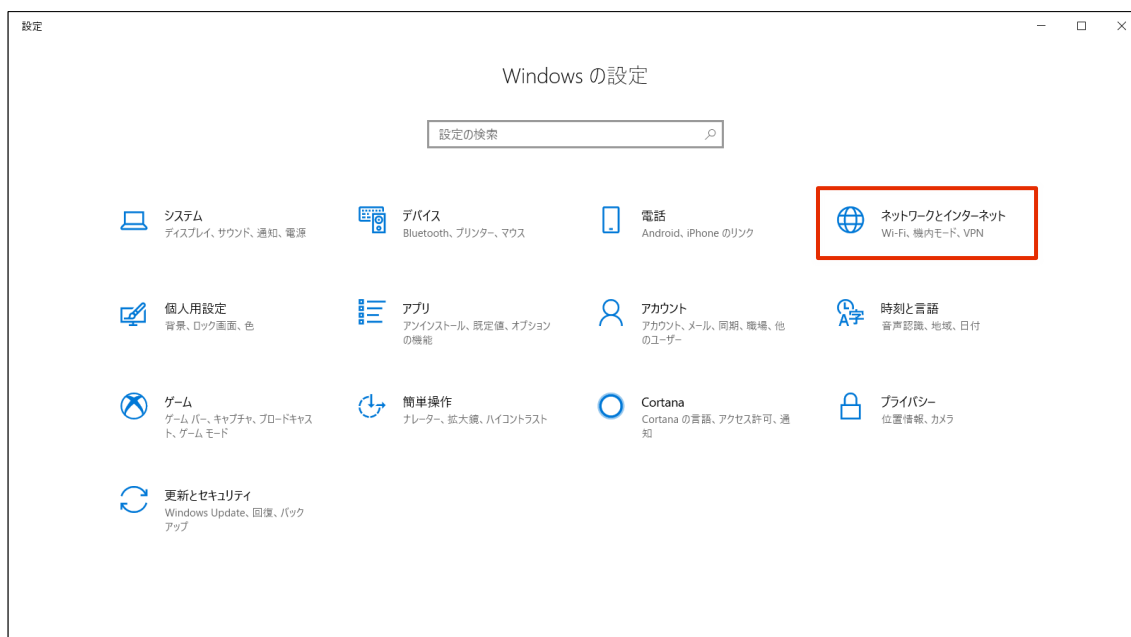 設定
Windows の設定
設定の検索
システム
ディスプレイ、サウンド、通知、電源
デバイス
Bluetooth、プリンター、マウス
電話
Android、iPhone のリンク
ネットワークとインターネット
Wi-Fi、機内モード、VPN
個人用設定
背景、ロック画面、色
アプリ
アンインストール、既定値、オプション
の機能
アカウント
アカウント、メール、同期、職場、他
のユーザー
時刻と言語
音声認識、地域、日付
ゲーム
ゲーム バー、キャプチャ、ブロードキャス
ト、ゲーム モード
簡単操作
ナレーター、拡大鏡、ハイコントラスト
Cortana
Cortana の言語、アクセス許可、通
知
プライバシー
位置情報、カメラ
更新とセキュリティ
Windows Update、回復、バック
アップ